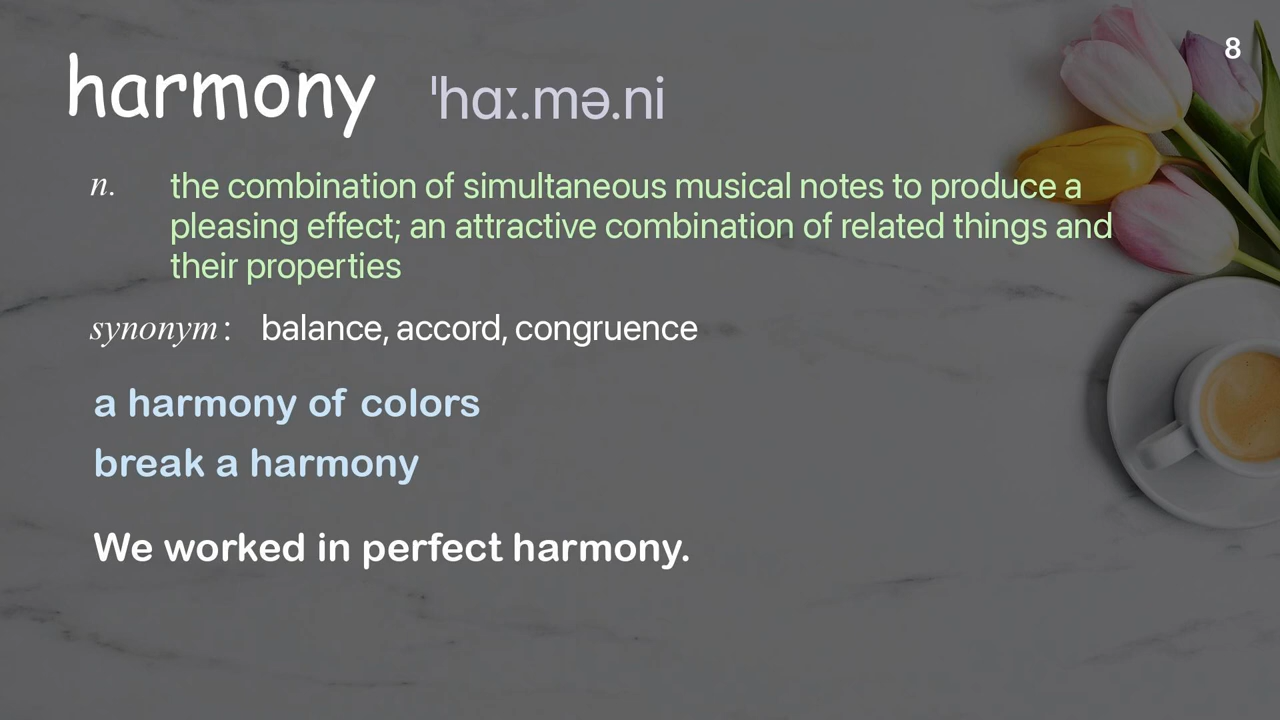 8
harmony ˈhɑː.mə.ni
n. the combination of simultaneous musical notes to produce a
pleasing effect; an attractive combination of related things and
their properties
synonym: balance, accord, congruence
a harmony of colors
break a harmony
We worked in perfect harmony.